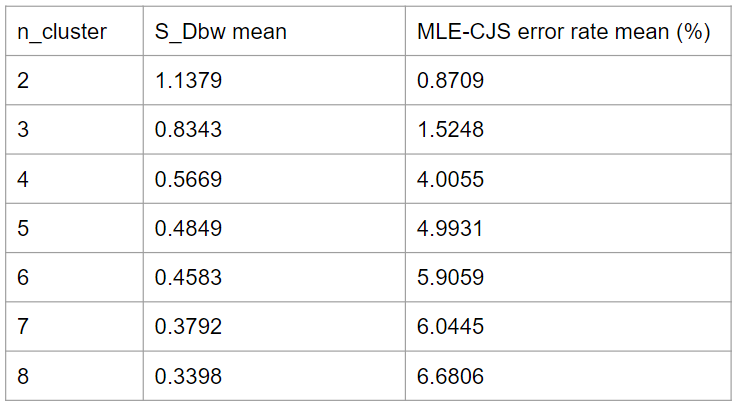 n_cluster S_Dbw mean MLE-CJS error rate mean (%)
2 1.1379 0.8709
3 0.8343 1.5248
4 0.5669 4.0055
5 0.4849 4.9931
6 0.4583 5.9059
7 0.3792 6.0445
8 0.3398 6.6806